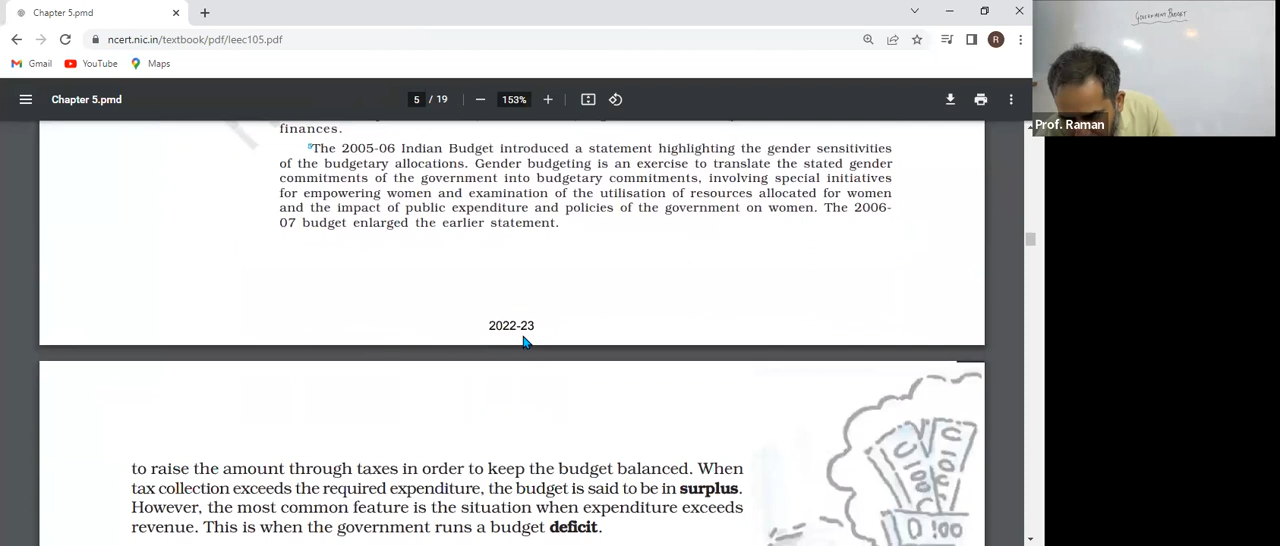 Chapter 5.pmd
ncert.nic.in/textbook/pdf/leec105.pdf
R
Gmail
YouTube
Maps
Chapter 5.pmd
5 / 19
153%
GOVERNMENT BUDGET
Prof. Raman
finances.
The 2005-06 Indian Budget introduced a statement highlighting the gender sensitivities
of the budgetary allocations. Gender budgeting is an exercise to translate the stated gender
commitments of the government into budgetary commitments, involving special initiatives
for empowering women and examination of the utilisation of resources allocated for women
and the impact of public expenditure and policies of the government on women. The 2006-
07 budget enlarged the earlier statement.
2022-23
to raise the amount through taxes in order to keep the budget balanced. When
tax collection exceeds the required expenditure, the budget is said to be in surplus.
However, the most common feature is the situation when expenditure exceeds
revenue. This is when the government runs a budget deficit.